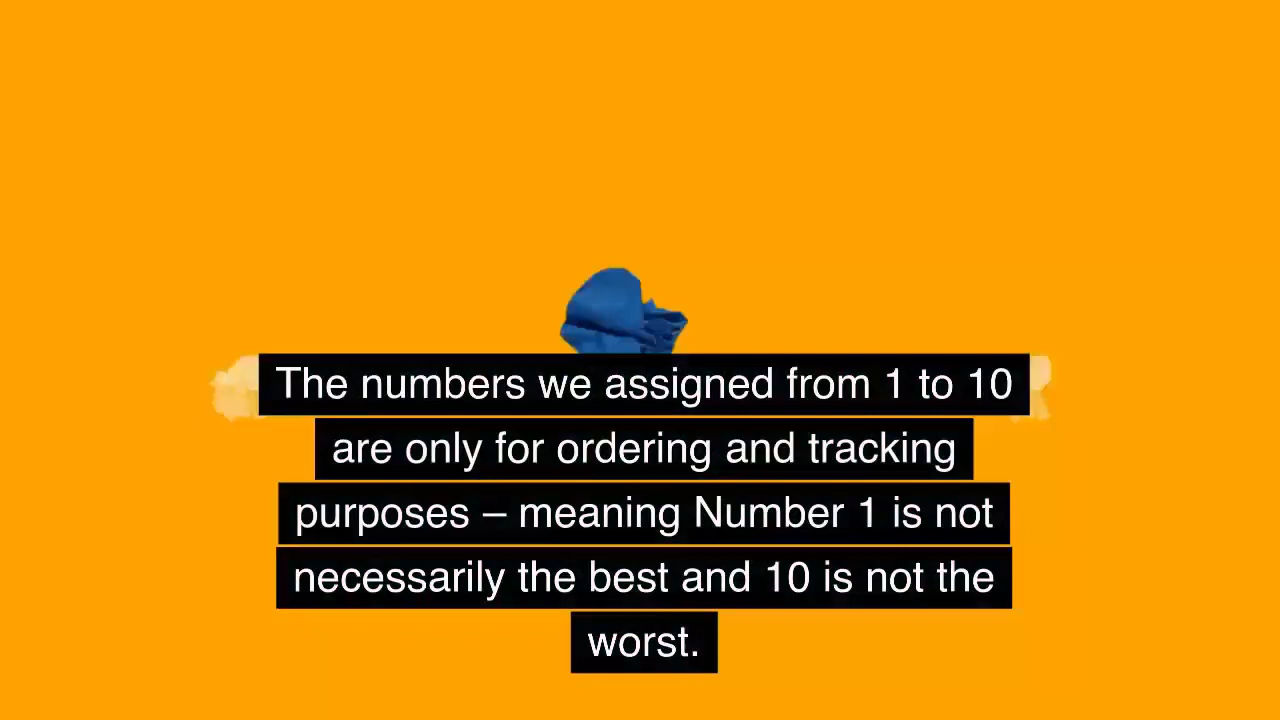 The numbers we assigned from 1 to 10
are only for ordering and tracking
purposes – meaning Number 1 is not
necessarily the best and 10 is not the
worst.